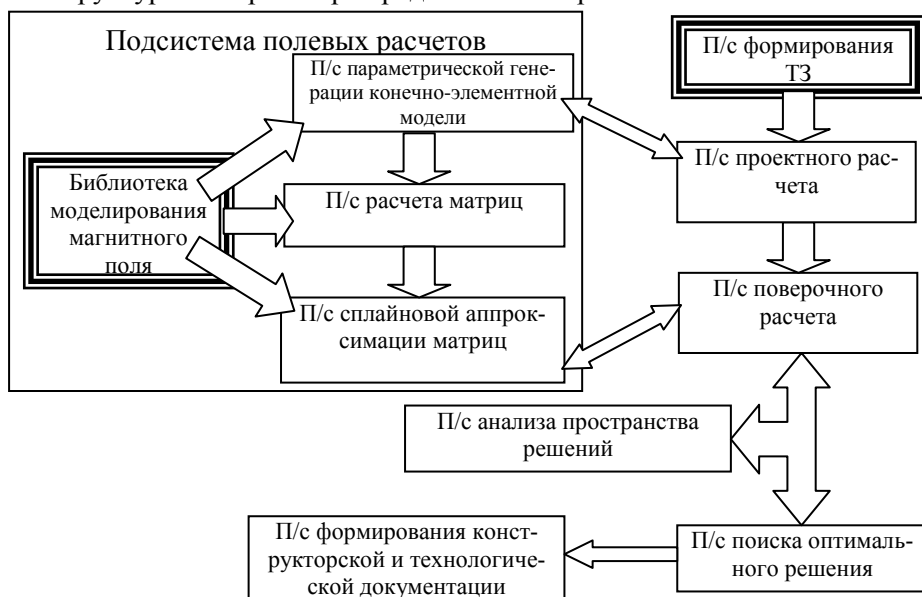 Подсистема полевых расчетов
П/с параметрической гене-
рации конечно-элементной
модели
Библиотека
моделирования
магнитного
поля
П/с расчета матриц
П/с сплайновой аппрок-
симации матриц
П/с формирования
ТЗ
П/с проектного рас-
чета
П/с поверочного
расчета
П/с анализа пространства
решений
П/с поиска оптималь-
ного решения
П/с формирования конст-
рукторской и технологиче-
ской документации